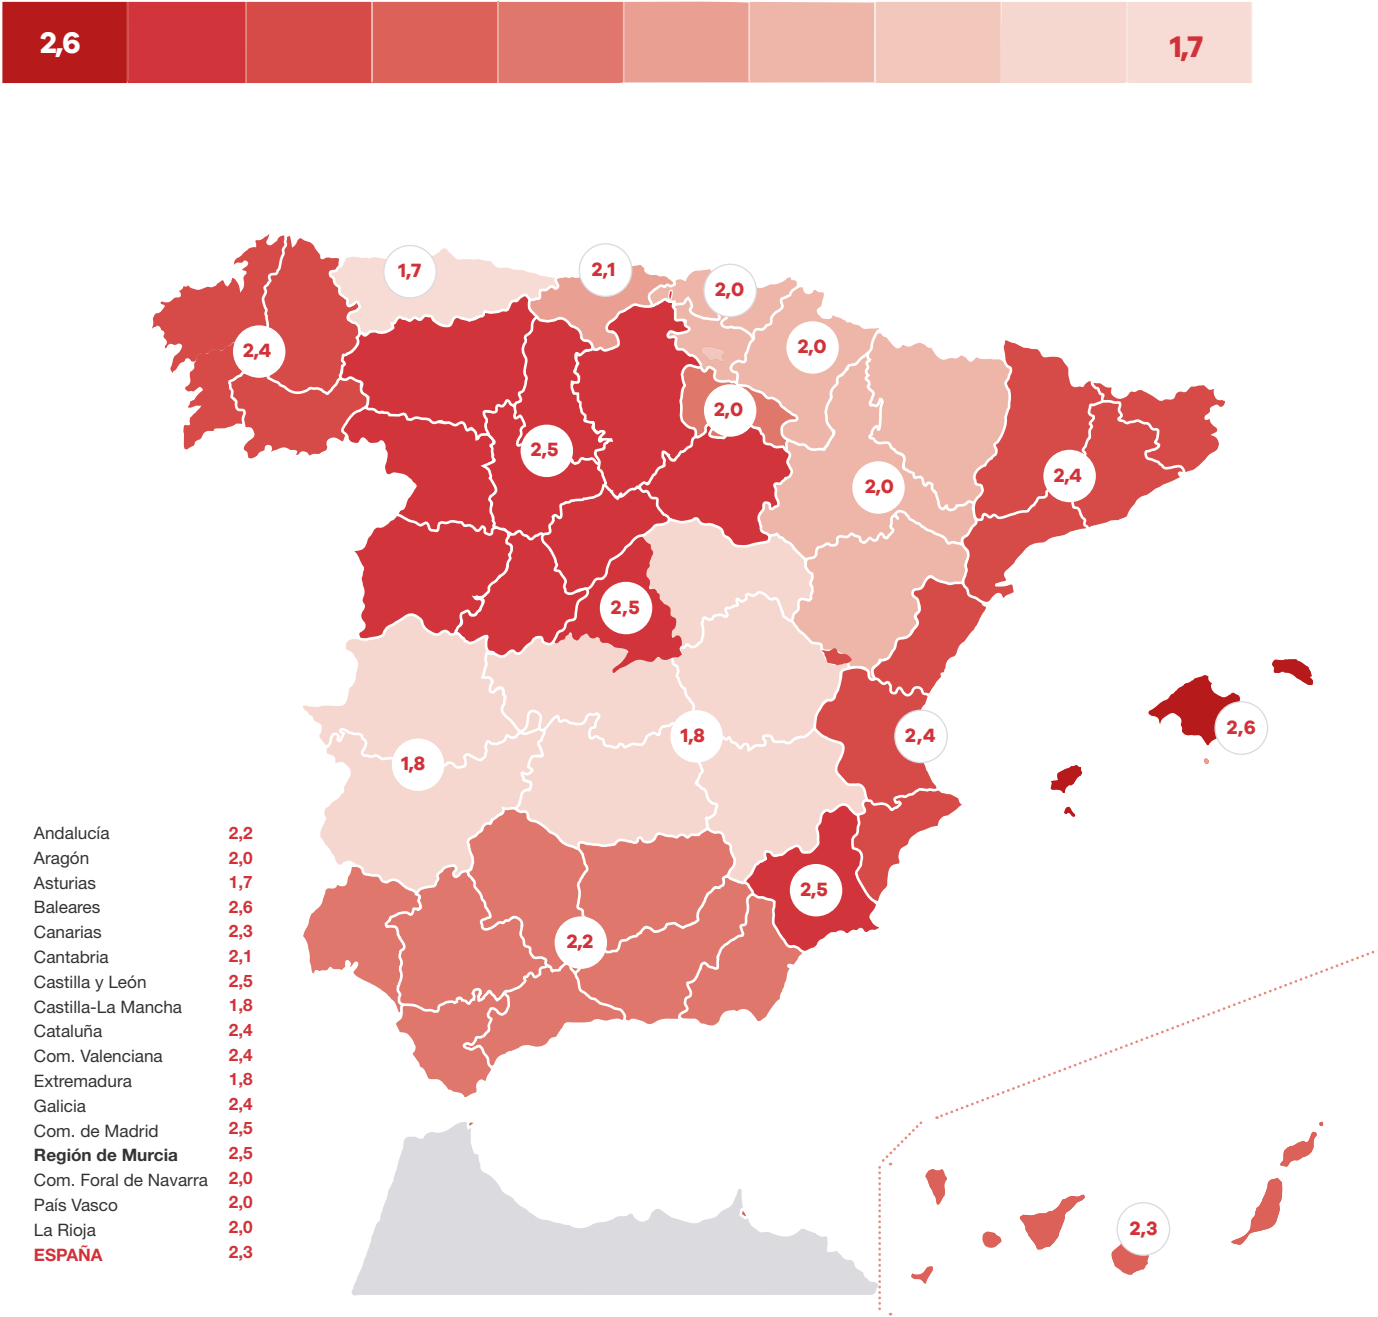 2,6
1,7
1,7
2,1
2,0
2,4
2,0
2,0
2,5
2,4
2,0
2,5
2,6
1,8
2,4
1,8
2,5
2,2
2,3
Andalucía 2,2
Aragón 2,0
Asturias 1,7
Baleares 2,6
Canarias 2,3
Cantabria 2,1
Castilla y León 2,5
Castilla-La Mancha 1,8
Cataluña 2,4
Com. Valenciana 2,4
Extremadura 1,8
Galicia 2,4
Com. de Madrid 2,5
Región de Murcia 2,5
Com. Foral de Navarra 2,0
País Vasco 2,0
La Rioja 2,0
ESPAÑA 2,3